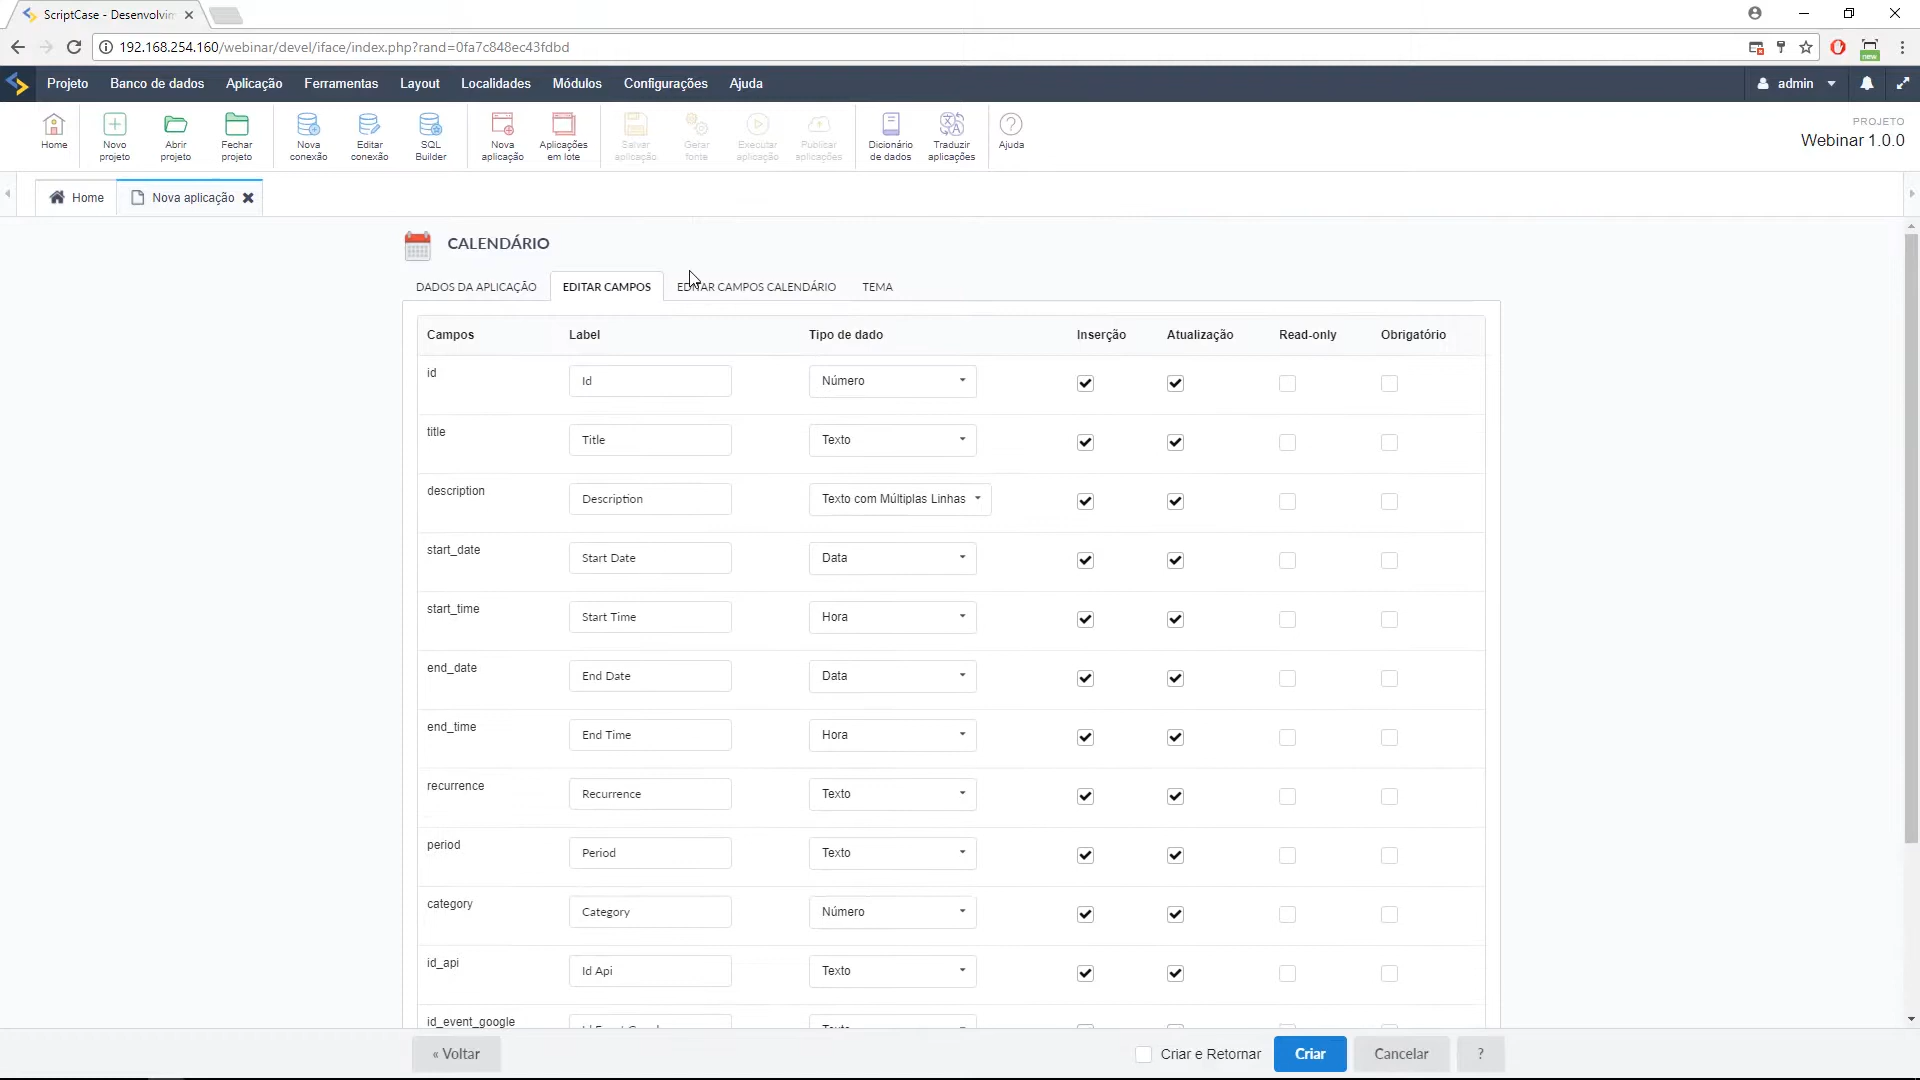 ScriptCase - Desenvolvim
192.168.254.160/webinar/devel/iface/index.php?rand=0fa7c848ec43fdbd
new
Projeto Banco de dados Aplicação Ferramentas Layout Localidades Módulos Configurações Ajuda admin
Home
Novo projeto
Abrir projeto
Fechar projeto
Nova conexão
Editar conexão
SQL Builder
Nova aplicação
Aplicações em lote
Salvar aplicação
Gerar fonte
Executar aplicação
Publicar aplicações
Dicionário de dados
Traduzir aplicações
Ajuda
PROJETO
Webinar 1.0.0
Home Nova aplicação
CALENDÁRIO
DADOS DA APLICAÇÃO EDITAR CAMPOS EDITAR CAMPOS CALENDÁRIO TEMA
Campos Label Tipo de dado Inserção Atualização Read-only Obrigatório
id Id Número
title Title Texto
description Description Texto com Múltiplas Linhas
start_date Start Date Data
start_time Start Time Hora
end_date End Date Data
end_time End Time Hora
recurrence Recurrence Texto
period Period Texto
category Category Número
id_api Id Api Texto
id_event_google
« Voltar Criar e Retornar Criar Cancelar ?